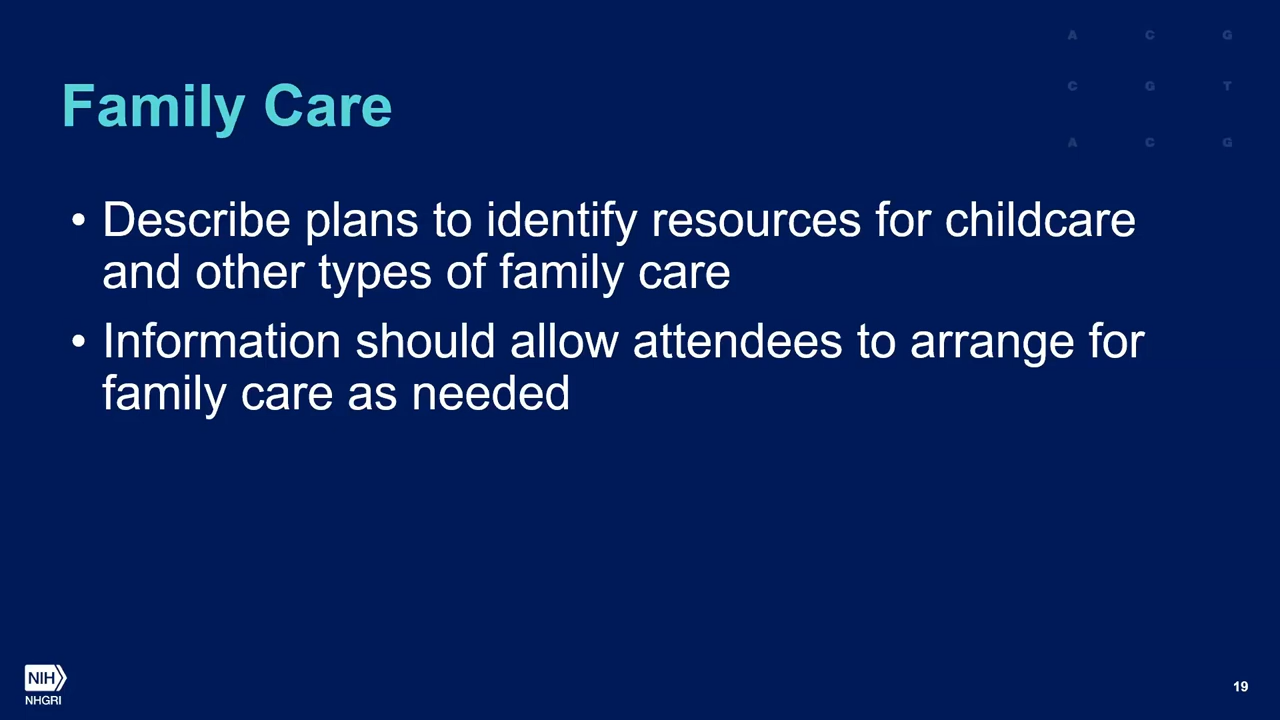 A C G
Family Care
C G T
A C G
• Describe plans to identify resources for childcare
and other types of family care
• Information should allow attendees to arrange for
family care as needed
NIH
NHGRI
19